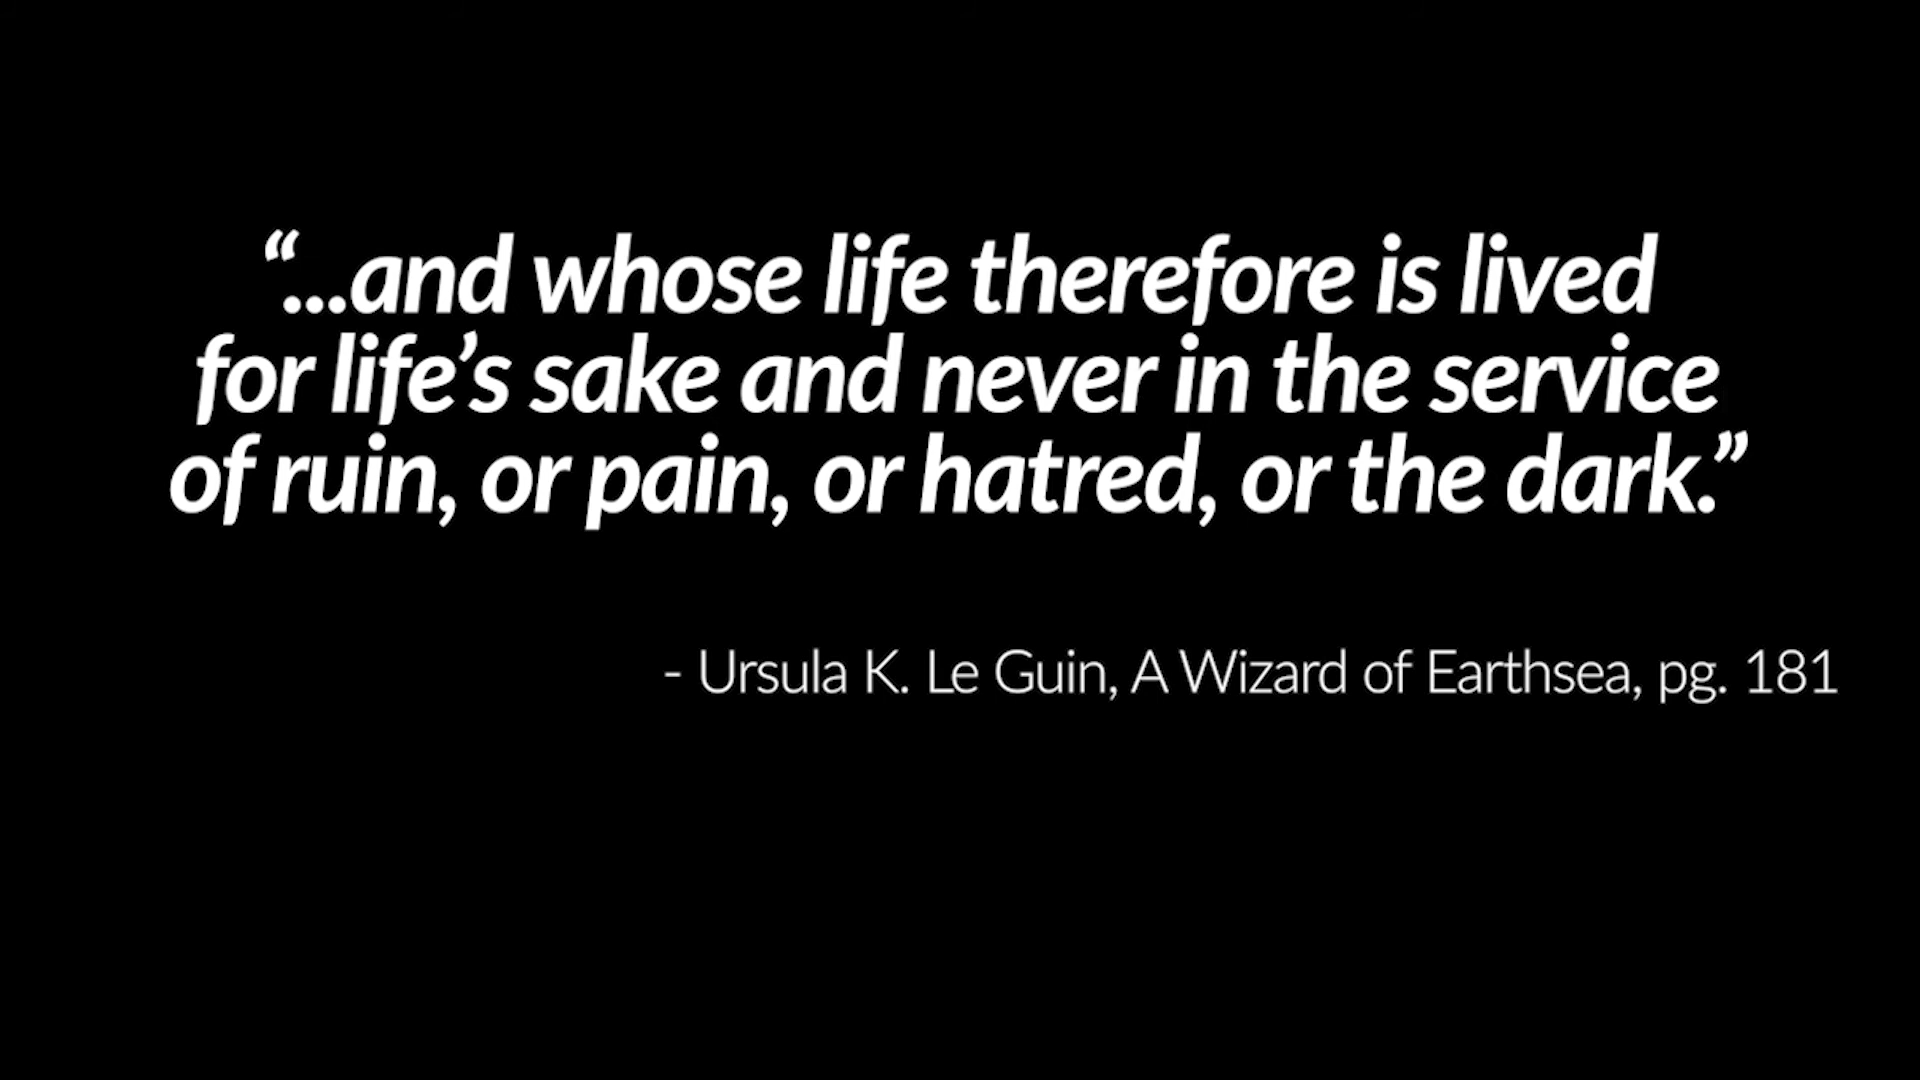 “...and whose life therefore is lived
for life’s sake and never in the service
of ruin, or pain, or hatred, or the dark.”
- Ursula K. Le Guin, A Wizard of Earthsea, pg. 181